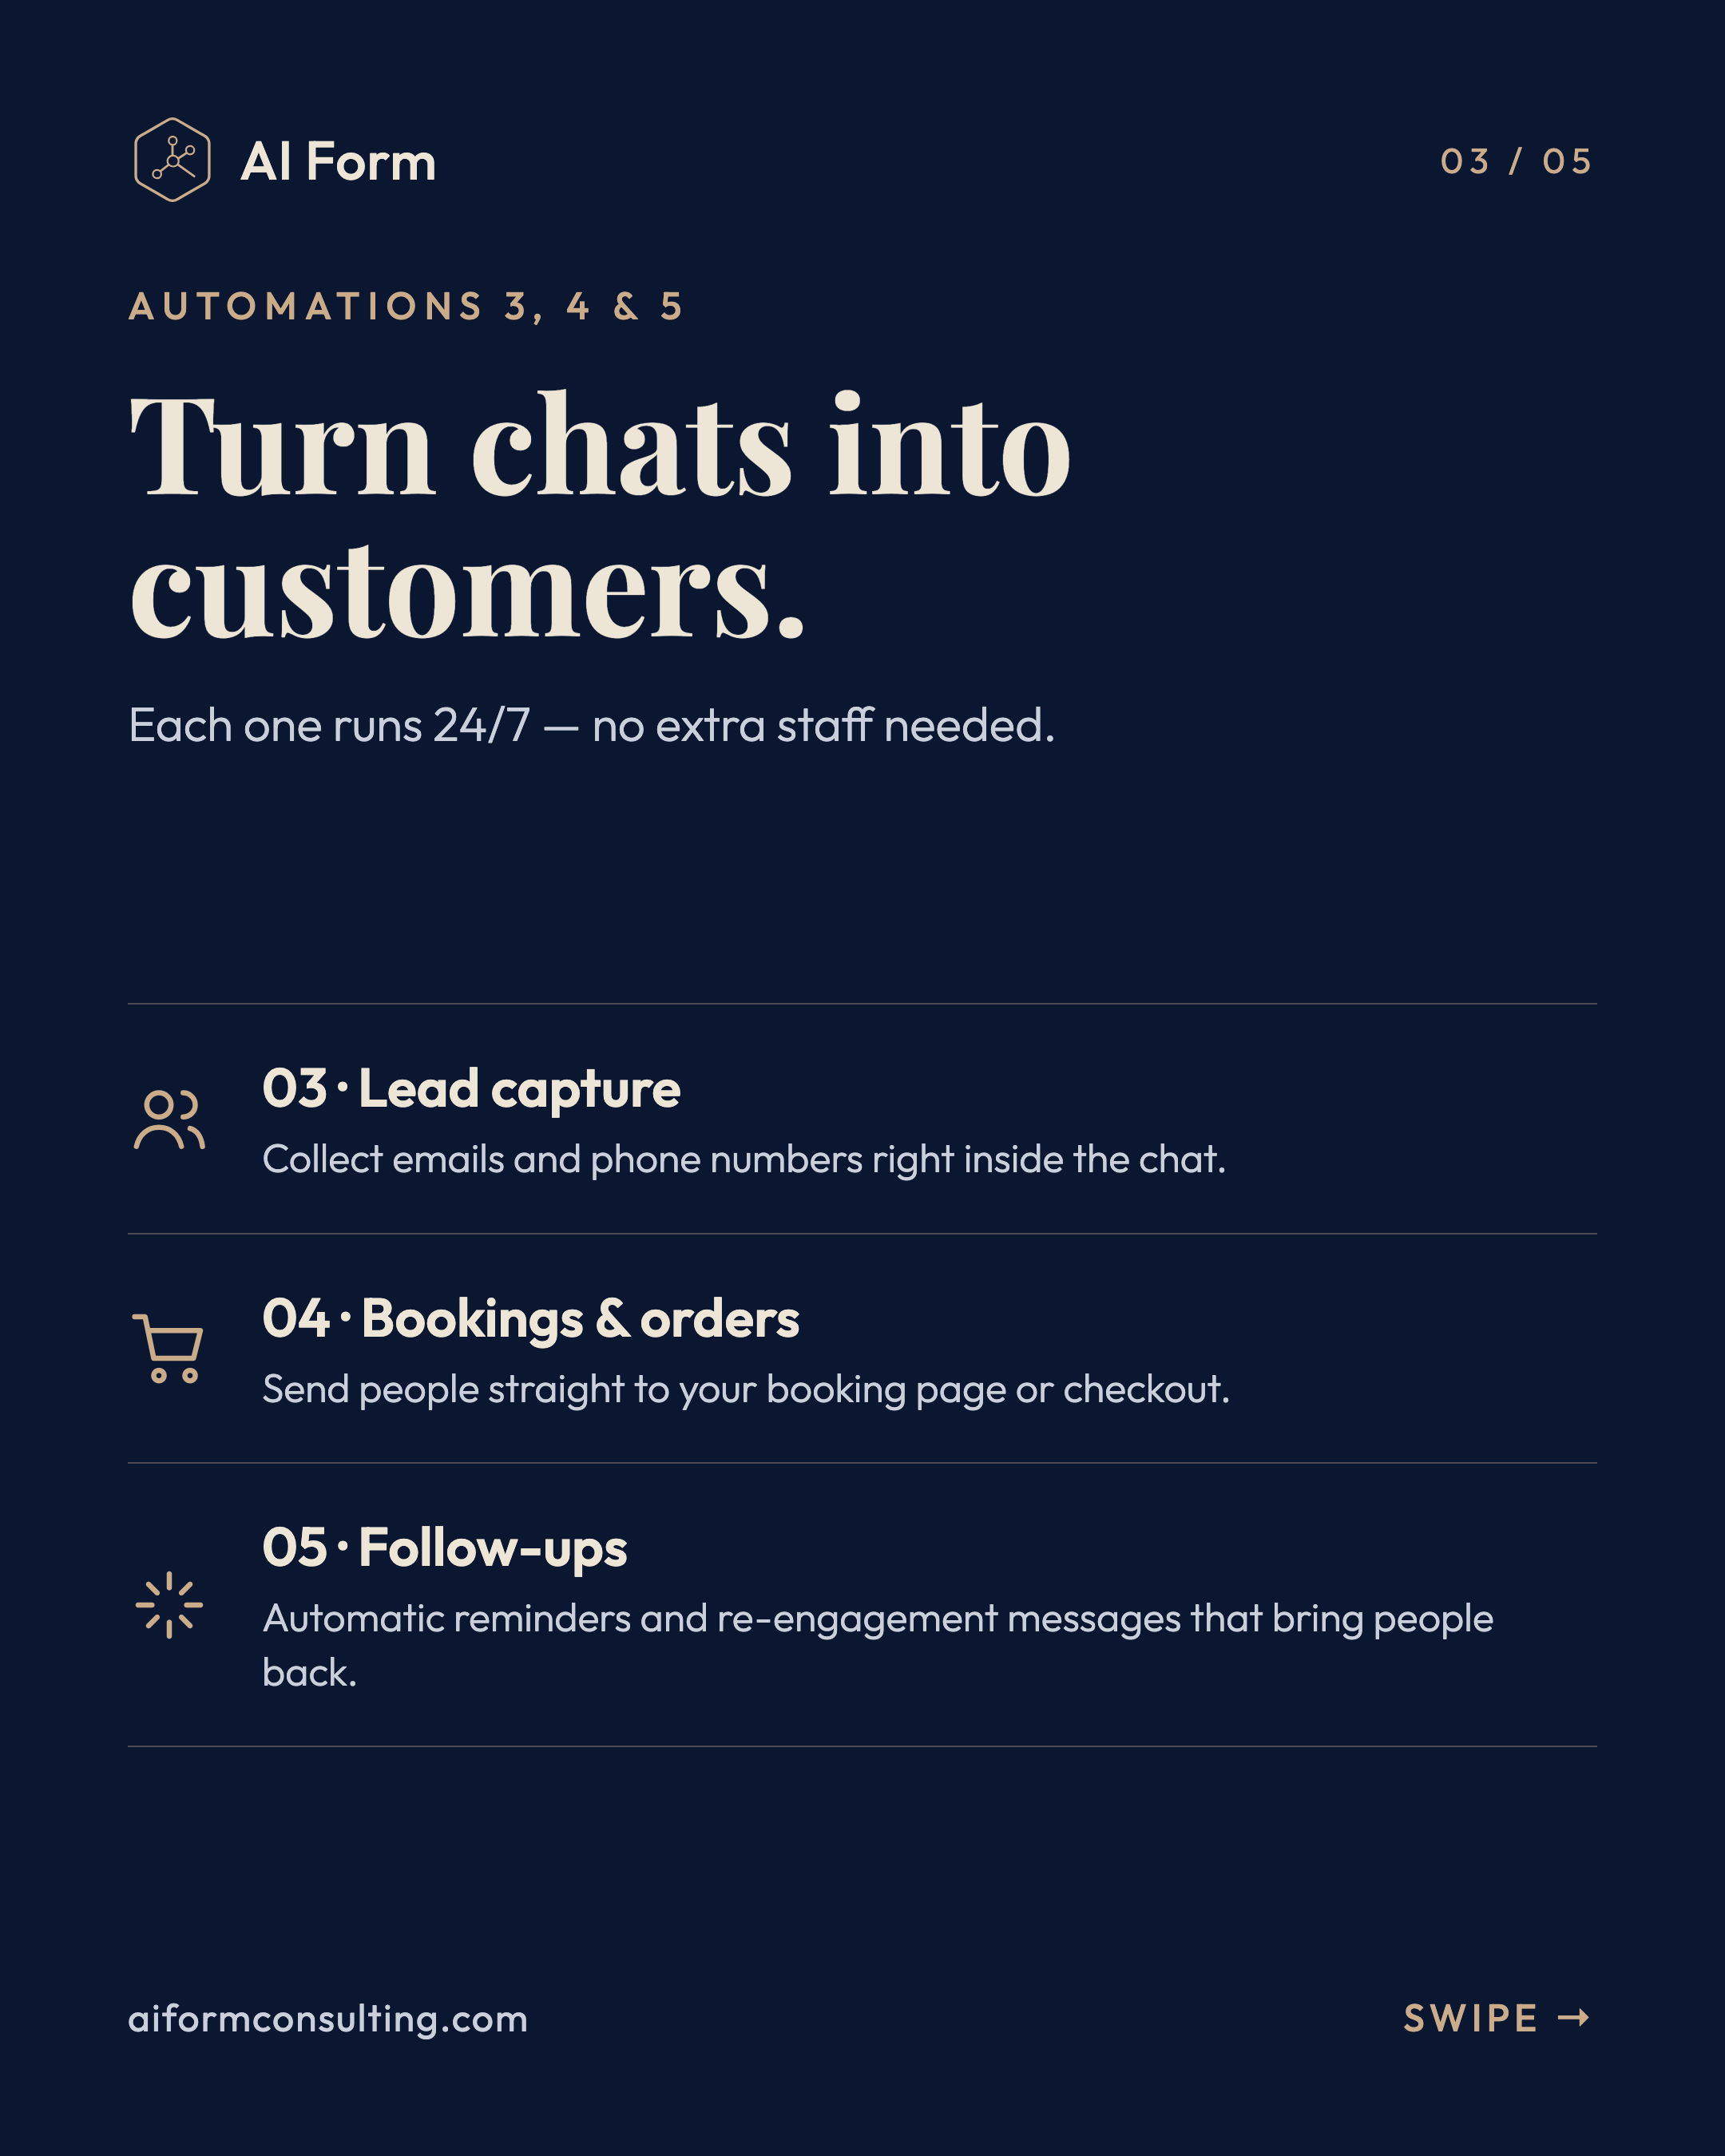 AI Form
03 / 05
AUTOMATIONS 3, 4 & 5
Turn chats into
customers.
Each one runs 24/7 — no extra staff needed.
03 · Lead capture
Collect emails and phone numbers right inside the chat.
04 · Bookings & orders
Send people straight to your booking page or checkout.
05 · Follow-ups
Automatic reminders and re-engagement messages that bring people
back.
aiformconsulting.com
SWIPE →